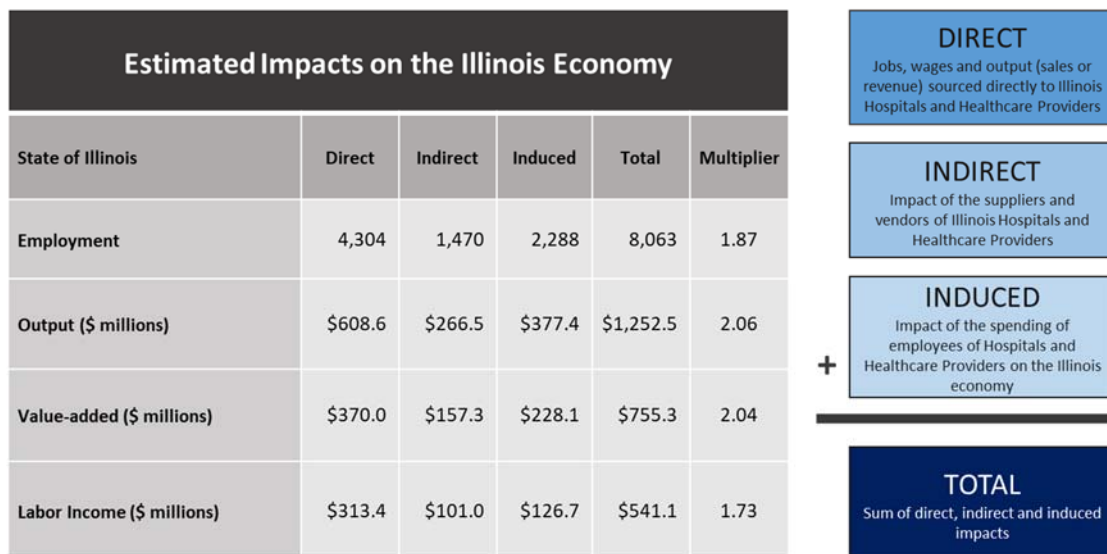 Estimated Impacts on the Illinois Economy
State of Illinois Direct Indirect Induced Total Multiplier
Employment 4,304 1,470 2,288 8,063 1.87
Output ($ millions) $608.6 $266.5 $377.4 $1,252.5 2.06
Value-added ($ millions) $370.0 $157.3 $228.1 $755.3 2.04
Labor Income ($ millions) $313.4 $101.0 $126.7 $541.1 1.73
DIRECT
Jobs, wages and output (sales or
revenue) sourced directly to Illinois
Hospitals and Healthcare Providers
INDIRECT
Impact of the suppliers and
vendors of Illinois Hospitals and
Healthcare Providers
INDUCED
Impact of the spending of
employees of Hospitals and
Healthcare Providers on the Illinois
economy
+
TOTAL
Sum of direct, indirect and induced
impacts